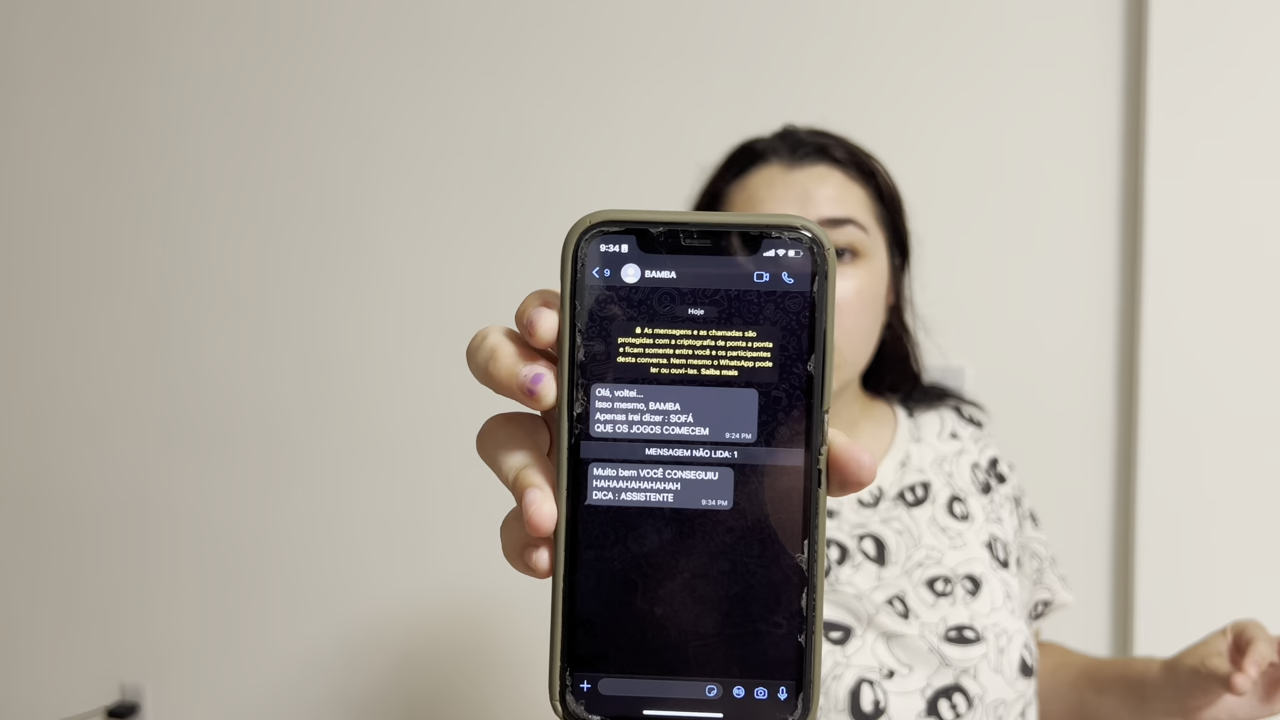 9:34
9
BAMBA
Hoje
As mensagens e as chamadas são
protegidas com a criptografia de ponta a ponta
e ficam somente entre você e os participantes
desta conversa. Nem mesmo o WhatsApp pode
ler ou ouvi-las. Saiba mais
Olá, voltei...
Isso mesmo, BAMBA
Apenas irei dizer : SOFÁ
QUE OS JOGOS COMECEM
9:24 PM
MENSAGEM NÃO LIDA: 1
Muito bem VOCÊ CONSEGUIU
HAHAAHAHAHAHAH
DICA : ASSISTENTE
9:34 PM